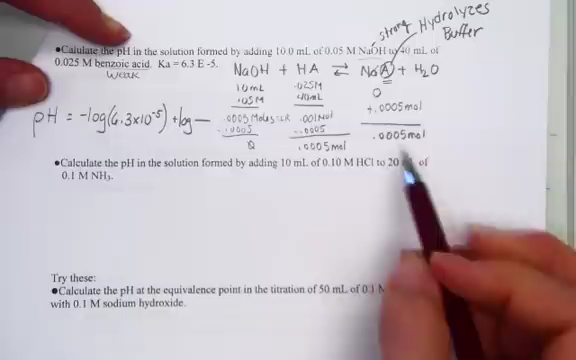 strong Hydrolyzes
Buffer
●Calulate the pH in the solution formed by adding 10.0 mL of 0.05 M NaOH to 40 mL of
0.025 M benzoic acid. Ka = 6.3 E -5.
weak
NaOH + HA ⇌ NaA + H2O
10mL .025M 0
.05M 40mL +.0005mol
pH = -log(6.3x10-5) + log —
.0005 Moles LR .001Mol .0005mol
-.0005 -.0005
0 .0005mol
●Calculate the pH in the solution formed by adding 10 mL of 0.10 M HCl to 20 of
0.1 M NH3.
Try these:
●Calculate the pH at the equivalence point in the titration of 50 mL of 0.1
with 0.1 M sodium hydroxide.